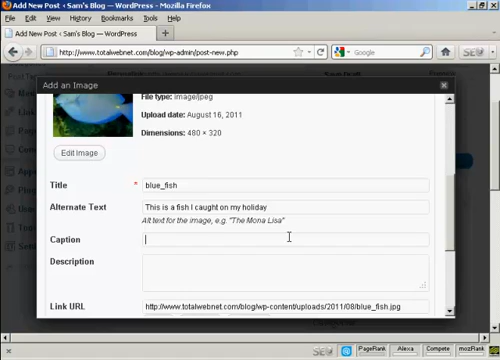 Add New Post ‹ Sam's Blog — WordPress - Mozilla Firefox
File Edit View History Bookmarks Tools Help
Add New Post ‹ Sam's Blog — WordPress
http://www.totalwebnet.com/blog/wp-admin/post-new.php
Google
Add an Image
File type: image/jpeg
Upload date: August 16, 2011
Dimensions: 480 × 320
Edit Image
Title * blue_fish
Alternate Text This is a fish I caught on my holiday
Alt text for the image, e.g. "The Mona Lisa"
Caption
Description
Link URL http://www.totalwebnet.com/blog/wp-content/uploads/2011/08/blue_fish.jpg
PageRank Alexa Compete mozRank